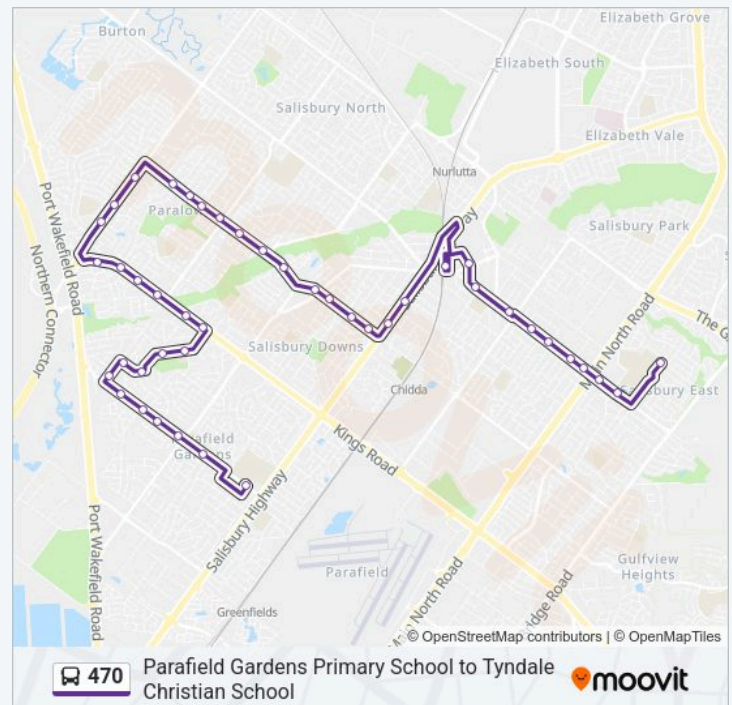 Elizabeth Grove
Burton
Elizabeth South
Salisbury North
Elizabeth Vale
Nurlutta
Port Wakefield Road
Northern Connector
Salisbury Park
Main North Road
The G
Salisbury Downs
Chidda
Salisbury East
Parafield
Gardens
Kings Road
Salisbury Highway
Port Wakefield Road
Parafield
Main North Road
Gulfview
Heights
Greenfields
© OpenStreetMap contributors | © OpenMapTiles
470
Parafield Gardens Primary School to Tyndale
Christian School
moovit